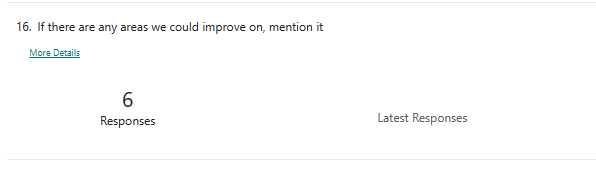 16. If there are any areas we could improve on, mention it
More Details
6
Responses
Latest Responses